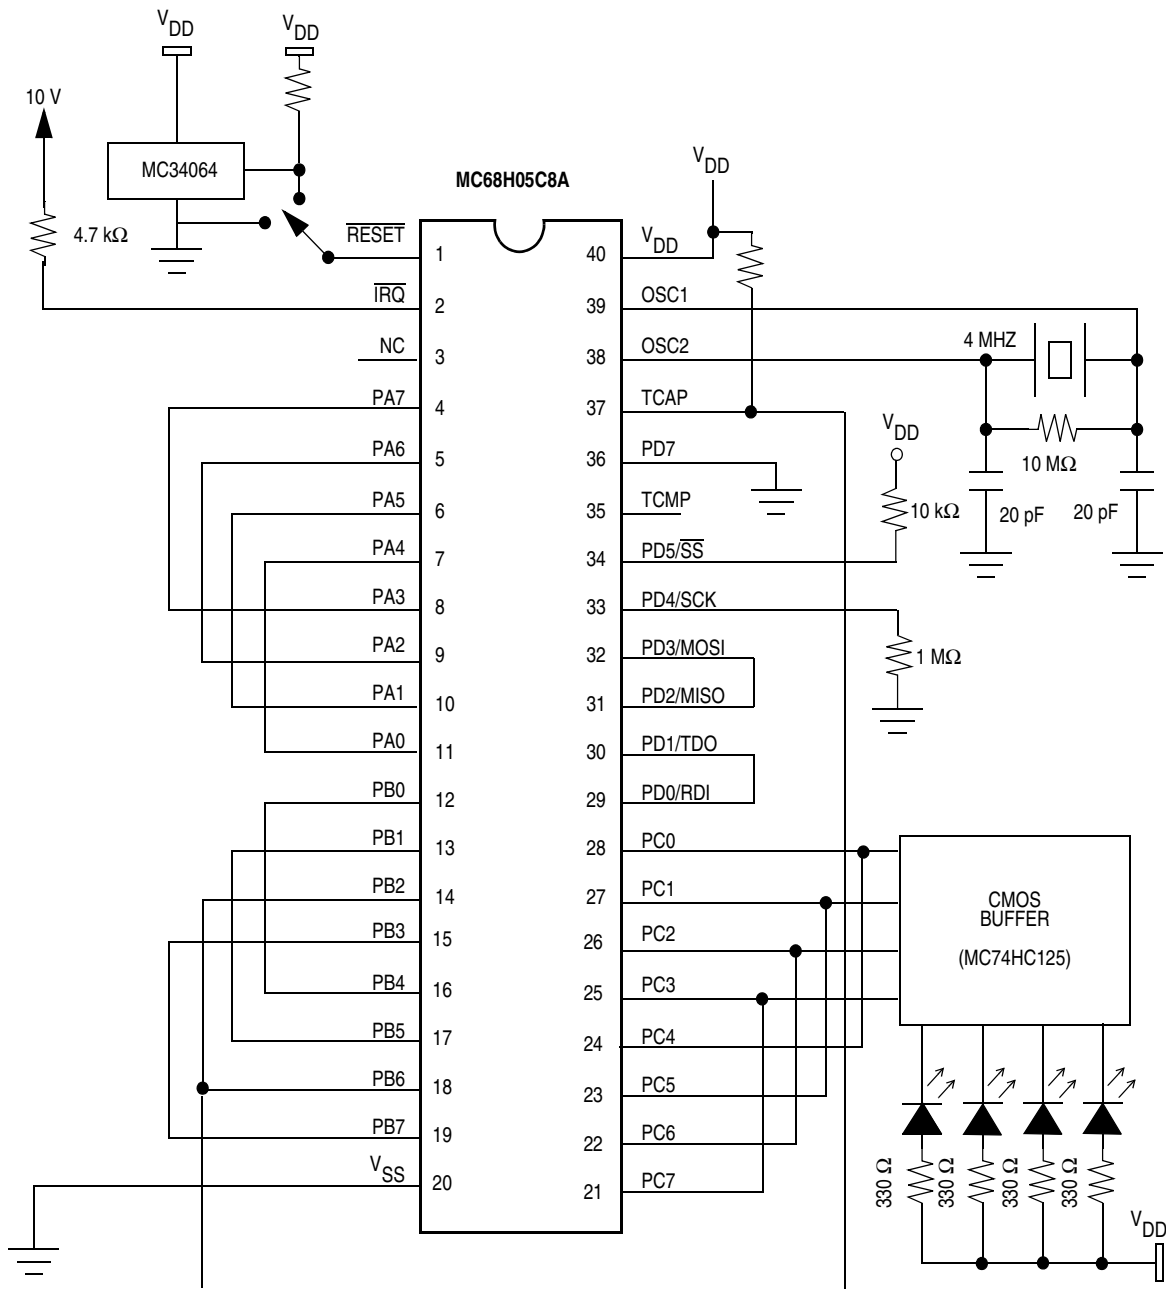 VDD
VDD
10 V
MC34064
4.7 kΩ
MC68H05C8A
VDD
RESET
1
IRQ
2
NC
3
PA7
4
PA6
5
PA5
6
PA4
7
PA3
8
PA2
9
PA1
10
PA0
11
PB0
12
PB1
13
PB2
14
PB3
15
PB4
16
PB5
17
PB6
18
PB7
19
VSS
20
40
VDD
39
OSC1
38
OSC2
37
TCAP
36
PD7
35
TCMP
34
PD5/SS
33
PD4/SCK
32
PD3/MOSI
31
PD2/MISO
30
PD1/TDO
29
PD0/RDI
28
PC0
27
PC1
26
PC2
25
PC3
24
PC4
23
PC5
22
PC6
21
PC7
4 MHZ
10 MΩ
20 pF
20 pF
VDD
10 kΩ
1 MΩ
CMOS
BUFFER
(MC74HC125)
330 Ω
330 Ω
330 Ω
330 Ω
VDD